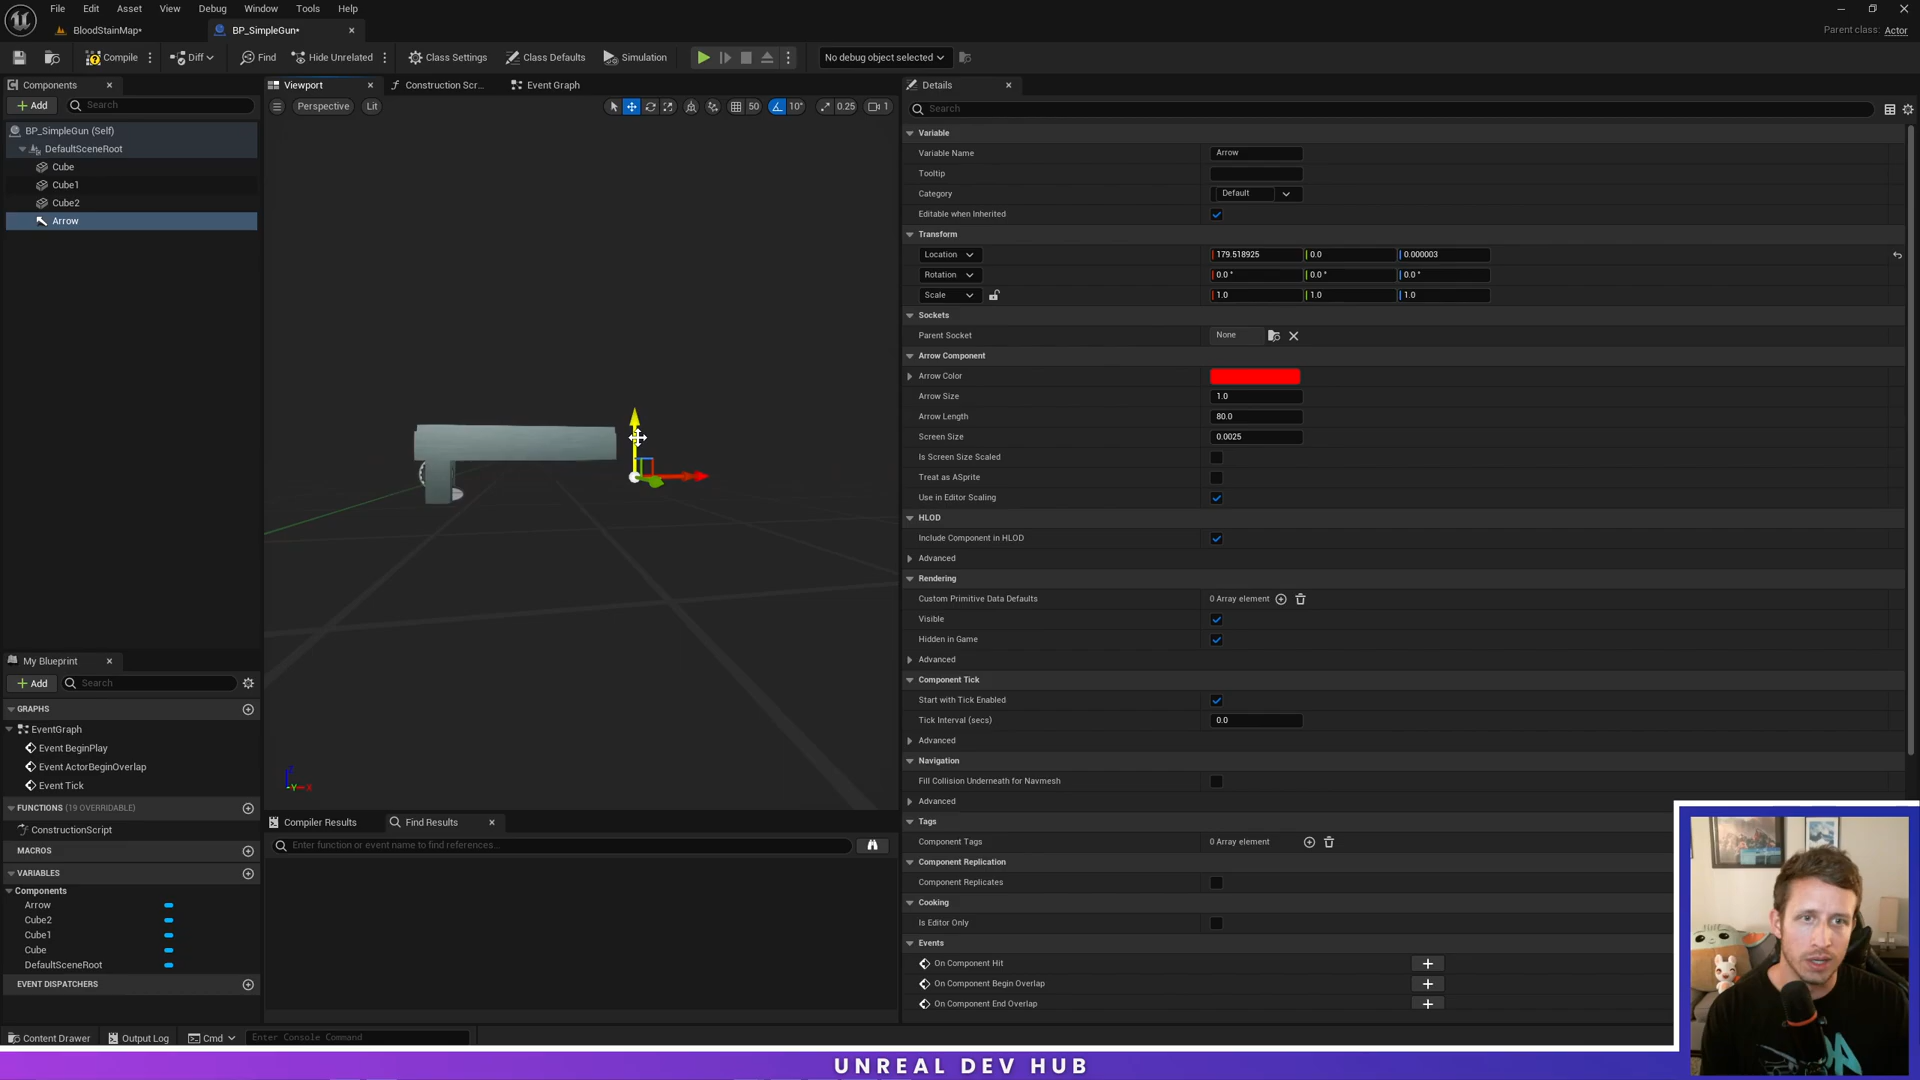 File Edit Asset View Debug Window Tools Help
BloodStainMap* BP_SimpleGun*
Parent class: Actor
Compile Diff Find Hide Unrelated Class Settings Class Defaults Simulation No debug object selected
Components
Add Search
BP_SimpleGun (Self)
DefaultSceneRoot
Cube
Cube1
Cube2
Arrow
My Blueprint
Add Search
GRAPHS
EventGraph
Event BeginPlay
Event ActorBeginOverlap
Event Tick
FUNCTIONS (19 OVERRIDABLE)
ConstructionScript
MACROS
VARIABLES
Components
Arrow
Cube2
Cube1
Cube
DefaultSceneRoot
EVENT DISPATCHERS
Viewport Construction Scr... Event Graph
Perspective Lit 50 10° 0.25 1
Compiler Results Find Results
Enter function or event name to find references...
Details
Search
Variable
Variable Name Arrow
Tooltip
Category Default
Editable when Inherited
Transform
Location 179.518925 0.0 0.000003
Rotation 0.0 ° 0.0 ° 0.0 °
Scale 1.0 1.0 1.0
Sockets
Parent Socket None
Arrow Component
Arrow Color
Arrow Size 1.0
Arrow Length 80.0
Screen Size 0.0025
Is Screen Size Scaled
Treat as ASprite
Use in Editor Scaling
HLOD
Include Component in HLOD
Advanced
Rendering
Custom Primitive Data Defaults 0 Array element
Visible
Hidden in Game
Advanced
Component Tick
Start with Tick Enabled
Tick Interval (secs) 0.0
Advanced
Navigation
Fill Collision Underneath for Navmesh
Advanced
Tags
Component Tags 0 Array element
Component Replication
Component Replicates
Cooking
Is Editor Only
Events
On Component Hit
On Component Begin Overlap
On Component End Overlap
Content Drawer Output Log Cmd Enter Console Command
UNREAL DEV HUB